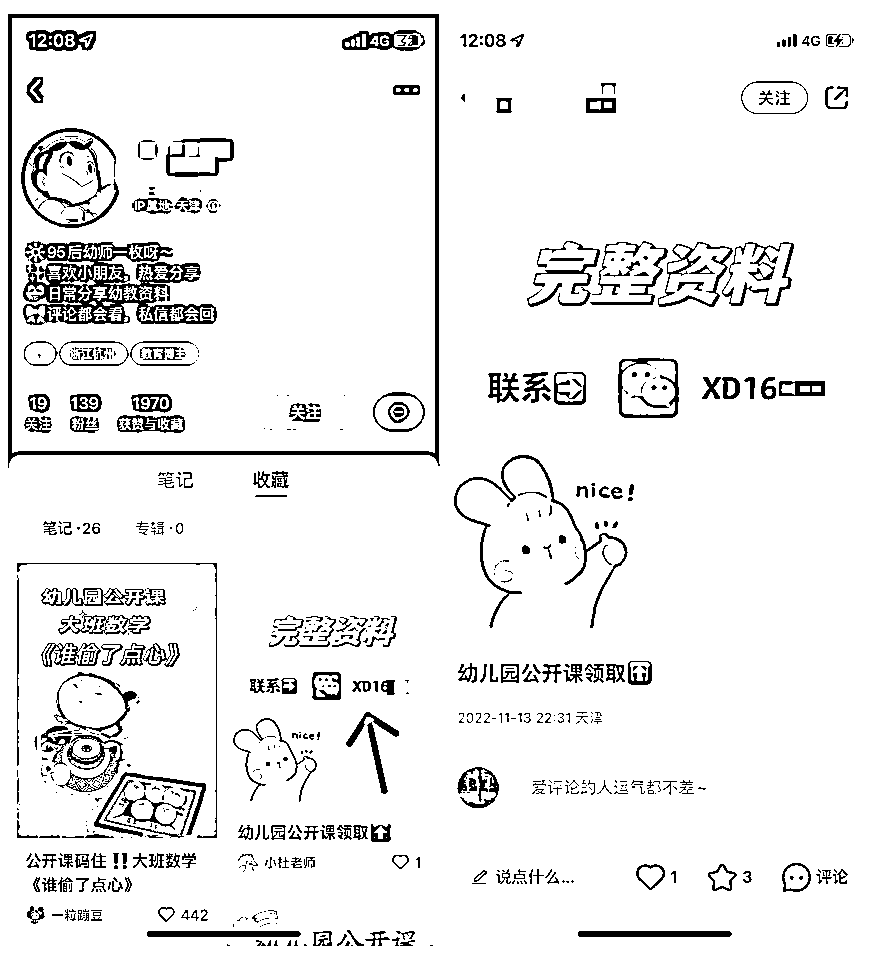 12:08
4G
IP属地:天津
95后幼师一枚呀~
喜欢小朋友，热爱分享
日常分享幼教资料
评论都会看，私信都会回
浙江杭州
教育博主
19 139 1970
关注 粉丝 获赞与收藏
关注
笔记 收藏
笔记·26 专辑·0
幼儿园公开课
大班数学
《谁偷了点心》
公开课码住‼️大班数学
《谁偷了点心》
一粒蹦豆 442
完整资料
联系 XD16
nice!
幼儿园公开课领取
小杜老师 1
幼儿园公开课
12:08
4G
关注
完整资料
联系 XD16
nice!
幼儿园公开课领取
2022-11-13 22:31 天津
爱评论的人运气都不差~
说点什么... 1 3 评论